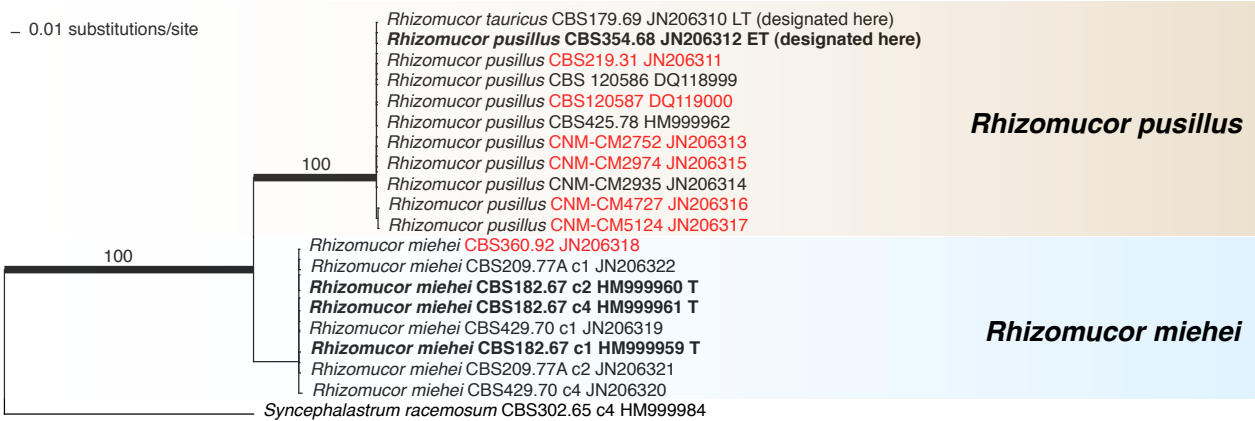 Rhizomucor tauricus CBS179.69 JN206310 LT (designated here)
– 0.01 substitutions/site
Rhizomucor pusillus CBS354.68 JN206312 ET (designated here)
Rhizomucor pusillus CBS219.31 JN206311
Rhizomucor pusillus CBS 120586 DQ118999
Rhizomucor pusillus CBS120587 DQ119000
Rhizomucor pusillus CBS425.78 HM999962
Rhizomucor pusillus
Rhizomucor pusillus CNM-CM2752 JN206313
Rhizomucor pusillus CNM-CM2974 JN206315
100
Rhizomucor pusillus CNM-CM2935 JN206314
Rhizomucor pusillus CNM-CM4727 JN206316
Rhizomucor pusillus CNM-CM5124 JN206317
Rhizomucor miehei CBS360.92 JN206318
100
Rhizomucor miehei CBS209.77A c1 JN206322
Rhizomucor miehei CBS182.67 c2 HM999960 T
Rhizomucor miehei CBS182.67 c4 HM999961 T
Rhizomucor miehei CBS429.70 c1 JN206319
Rhizomucor miehei
Rhizomucor miehei CBS182.67 c1 HM999959 T
Rhizomucor miehei CBS209.77A c2 JN206321
Rhizomucor miehei CBS429.70 c4 JN206320
Syncephalastrum racemosum CBS302.65 c4 HM999984